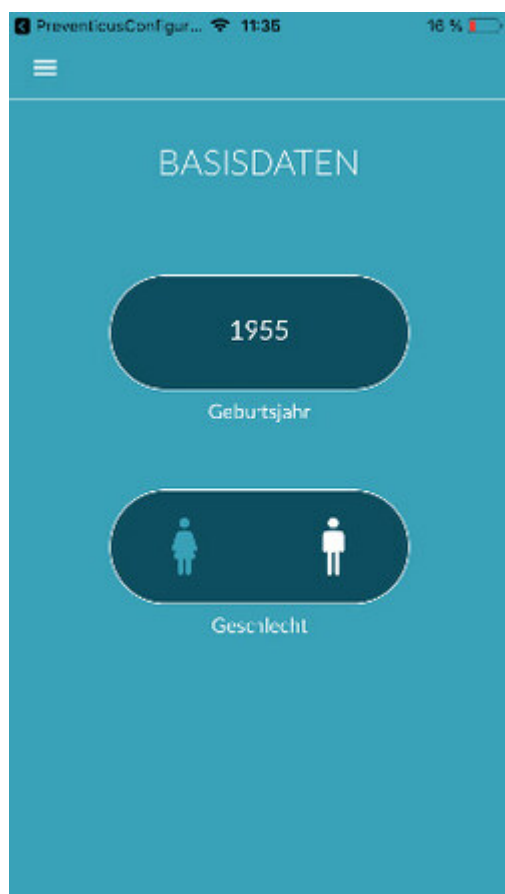 PreventicusConfigur... 11:35 16 %
BASISDATEN
1955
Geburtsjahr
Geschlecht